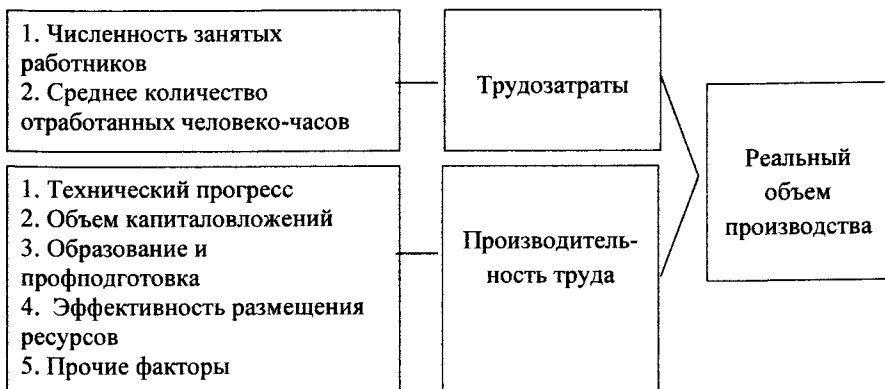 1. Численность занятых
работников
2. Среднее количество
отработанных человеко-часов
Трудозатраты
1. Технический прогресс
2. Объем капиталовложений
3. Образование и
профподготовка
4. Эффективность размещения
ресурсов
5. Прочие факторы
Производитель-
ность труда
Реальный
объем
производства